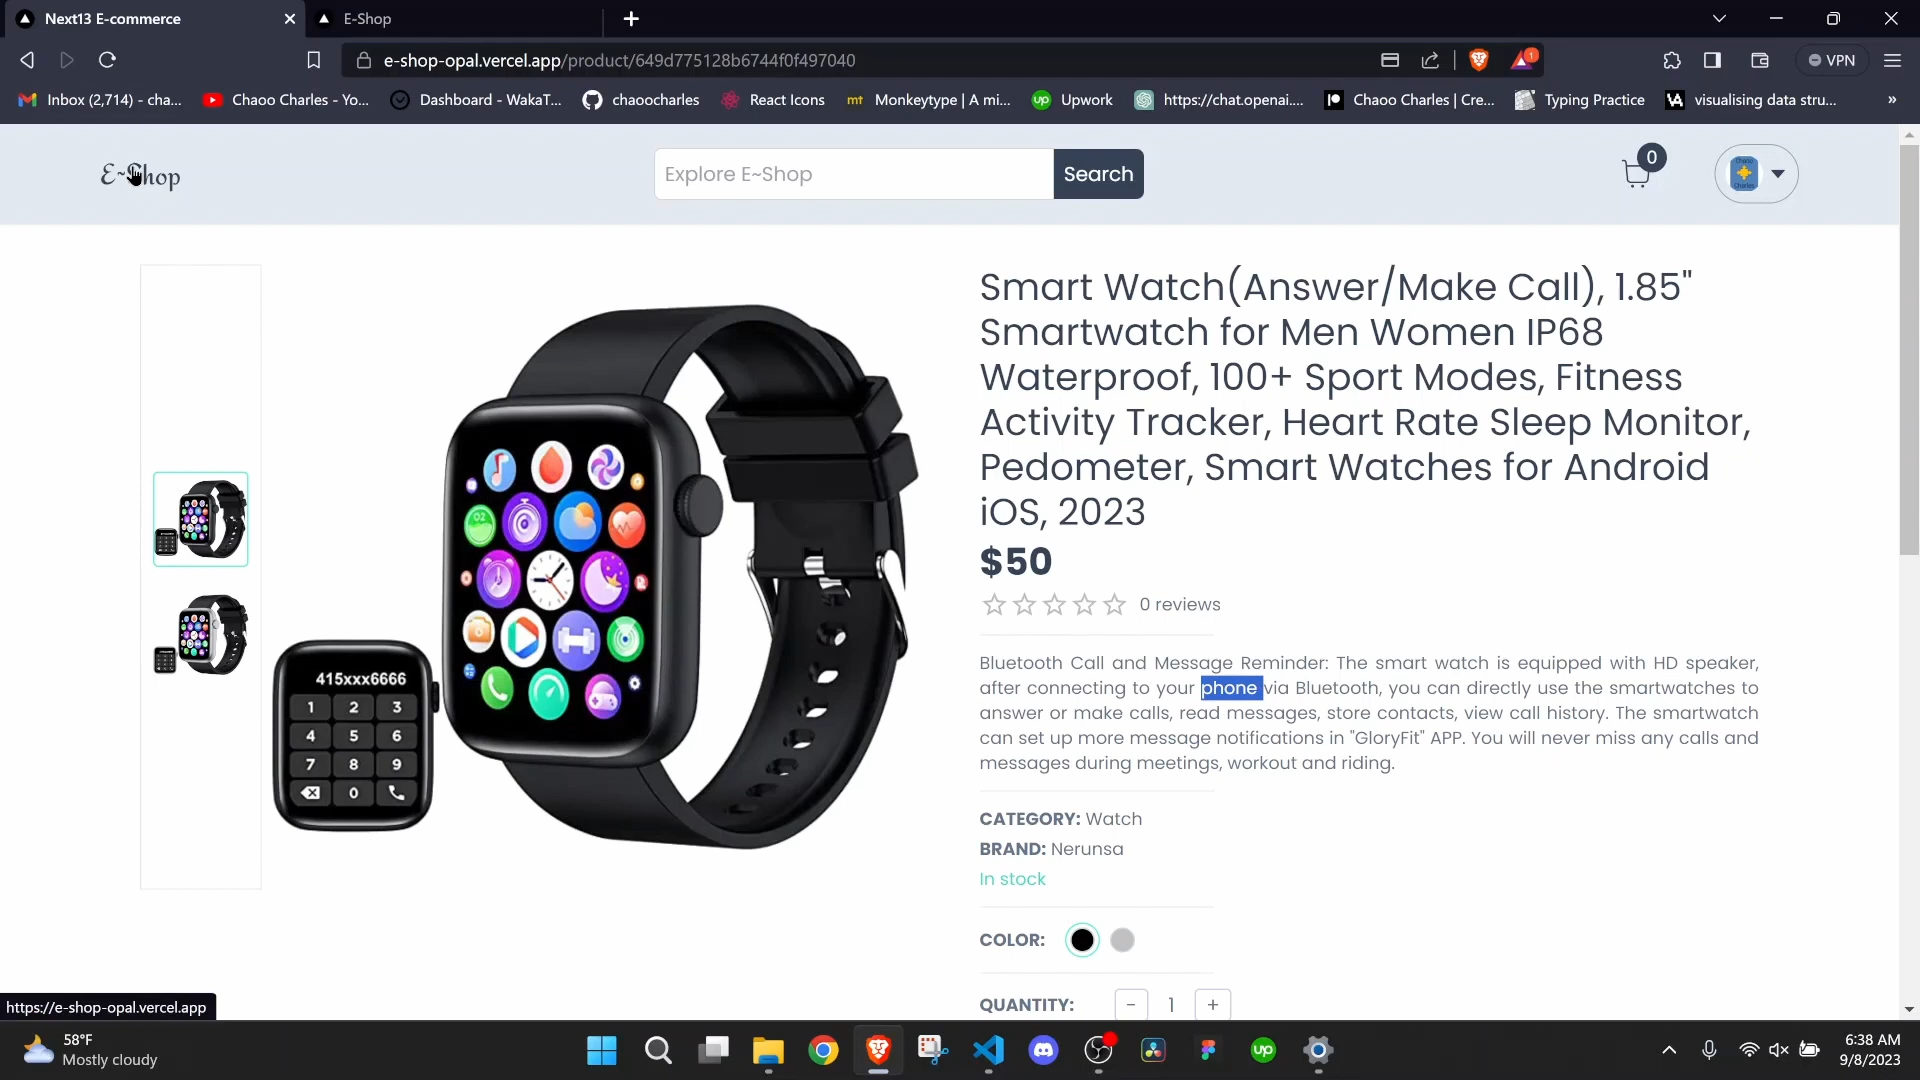 Next13 E-commerce
E-Shop
e-shop-opal.vercel.app/product/649d775128b6744f0f497040
1
VPN
Inbox (2,714) - cha...
Chaoo Charles - Yo...
Dashboard - WakaT...
chaoocharles
React Icons
mt
Monkeytype | A mi...
up
Upwork
https://chat.openai....
Chaoo Charles | Cre...
Typing Practice
VA
visualising data stru...
»
E~Shop
Explore E~Shop
Search
0
Chaoo
Charles
Smart Watch(Answer/Make Call), 1.85"
Smartwatch for Men Women IP68
Waterproof, 100+ Sport Modes, Fitness
Activity Tracker, Heart Rate Sleep Monitor,
Pedometer, Smart Watches for Android
iOS, 2023
$50
0 reviews
Bluetooth Call and Message Reminder: The smart watch is equipped with HD speaker,
after connecting to your phone via Bluetooth, you can directly use the smartwatches to
answer or make calls, read messages, store contacts, view call history. The smartwatch
can set up more message notifications in "GloryFit" APP. You will never miss any calls and
messages during meetings, workout and riding.
CATEGORY: Watch
BRAND: Nerunsa
In stock
COLOR:
QUANTITY: - 1 +
415xxx6666
1 2 3
4 5 6
7 8 9
0
https://e-shop-opal.vercel.app
58°F
Mostly cloudy
up
6:38 AM
9/8/2023